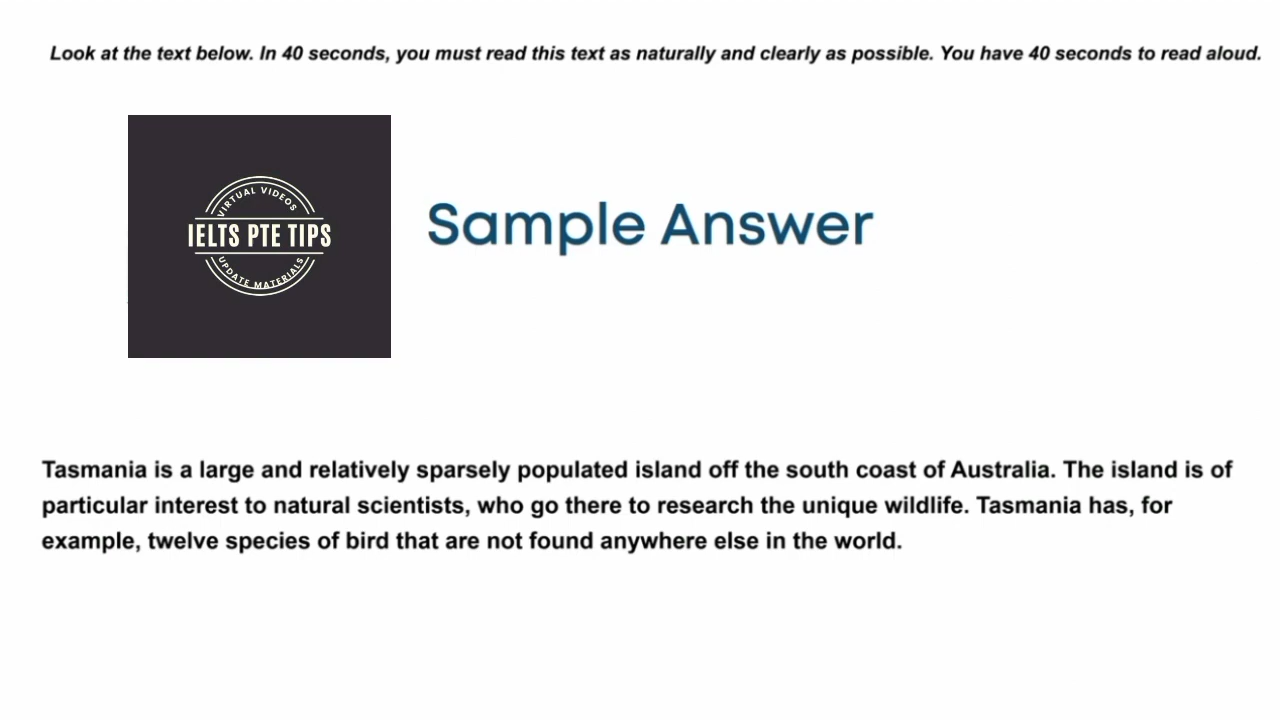 Look at the text below. In 40 seconds, you must read this text as naturally and clearly as possible. You have 40 seconds to read aloud.
VIRTUAL VIDEOS
IELTS PTE TIPS
UPDATE MATERIALS
Sample Answer
Tasmania is a large and relatively sparsely populated island off the south coast of Australia. The island is of
particular interest to natural scientists, who go there to research the unique wildlife. Tasmania has, for
example, twelve species of bird that are not found anywhere else in the world.